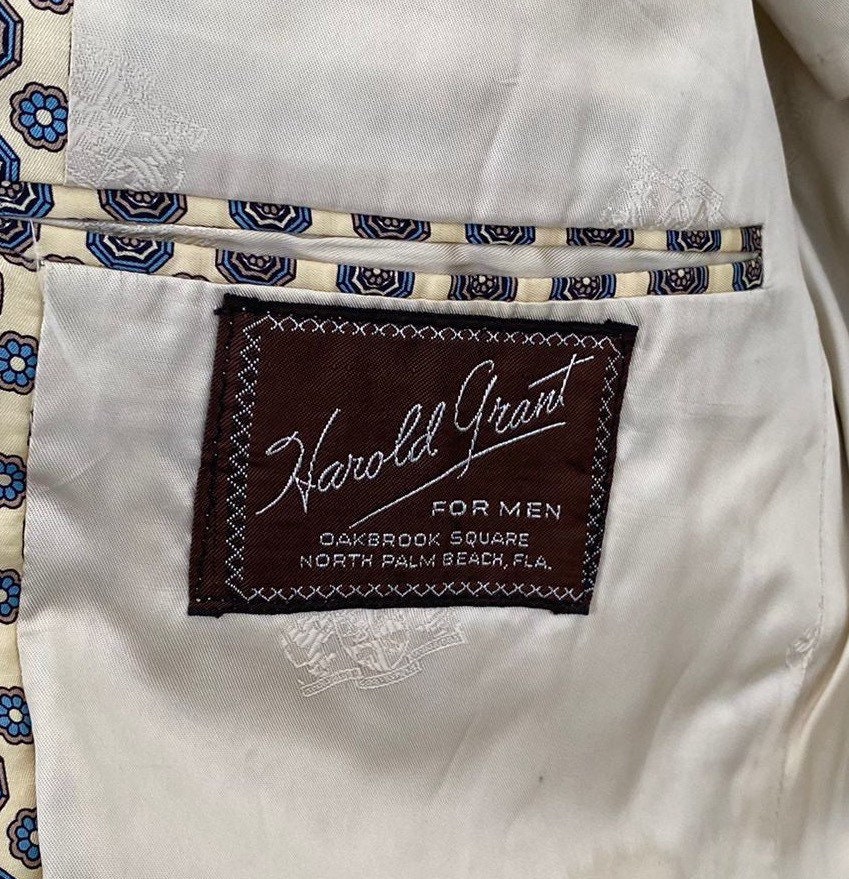 Harold Grant
FOR MEN
OAKBROOK SQUARE
NORTH PALM BEACH, FLA.